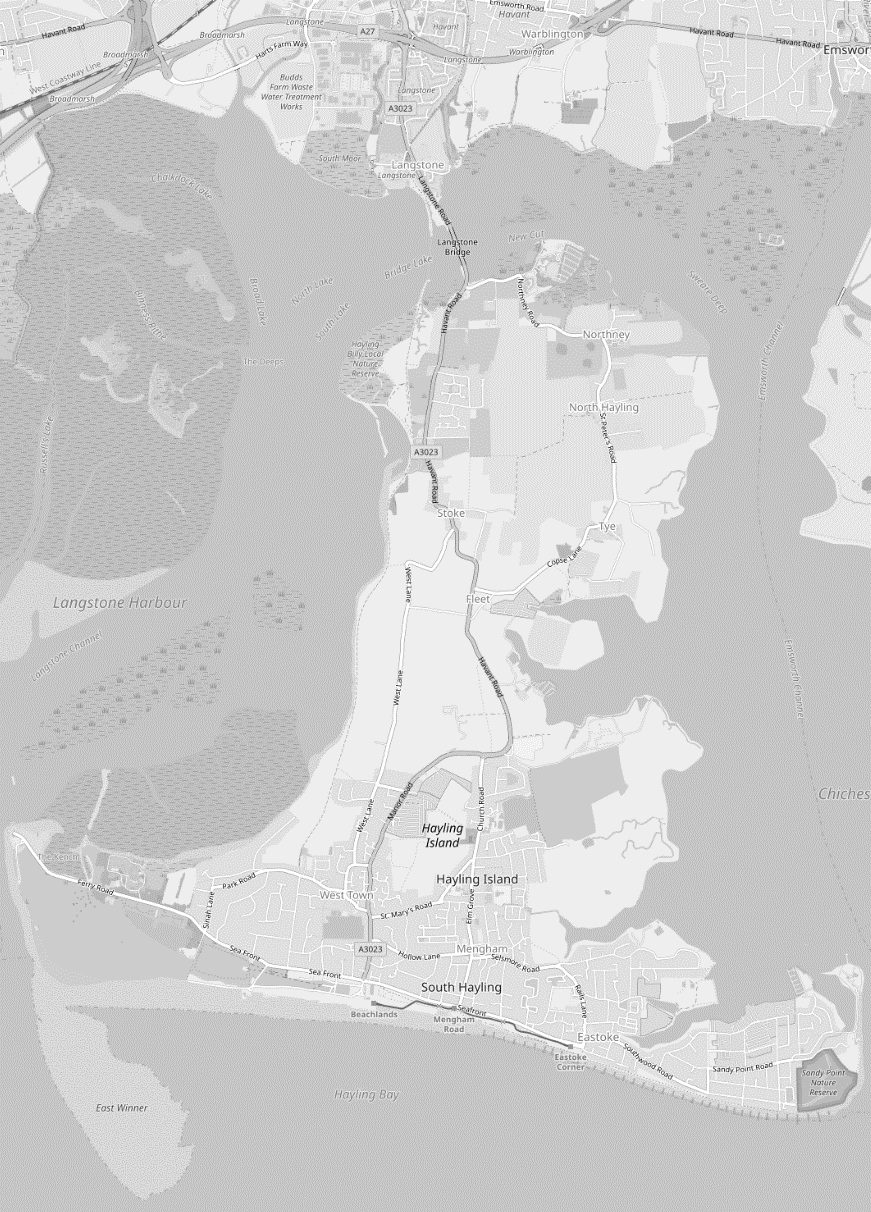 Emsworth Road
Havant
Langstone
Havant
Havant Road
Broadmarsh
Broadmarsh
A27
Warblington
Havant Road
Havant Road
Emswor
Harts Farm Way
Warblington
West Coastway Line
Langstone
Broadmarsh
Budds
Farm Waste
Water Treatment
Works
Langstone
A3023
South Moor
Langstone
Langstone
Chalkdock Lake
Langstone Road
Langstone
Bridge
New Cut
Bridge Lake
Sweare Deep
North Lake
Broad Lake
South Lake
Havant Road
Northney Road
Northney
Emsworth Channel
Hayling
Billy Local
Nature
Reserve
The Deeps
North Hayling
St Peter's Road
Russell's Lake
A3023
Havant Road
Stoke
Tye
Copse Lane
West Lane
Fleet
Langstone Harbour
Langstone Channel
Havant Road
West Lane
Emsworth Channel
Chiches
Manor Road
Church Road
West Lane
Hayling
Island
The Kench
Ferry Road
Park Road
Hayling Island
West Town
Sinah Lane
St. Mary's Road
Elm Grove
A3023
Sea Front
Hollow Lane
Mengham
Selsmore Road
Sea Front
South Hayling
Rails Lane
Beachlands
Seafront
Mengham
Road
Eastoke
Eastoke
Corner
Southwood Road
Sandy Point Road
Sandy Point
Nature
Reserve
Hayling Bay
East Winner